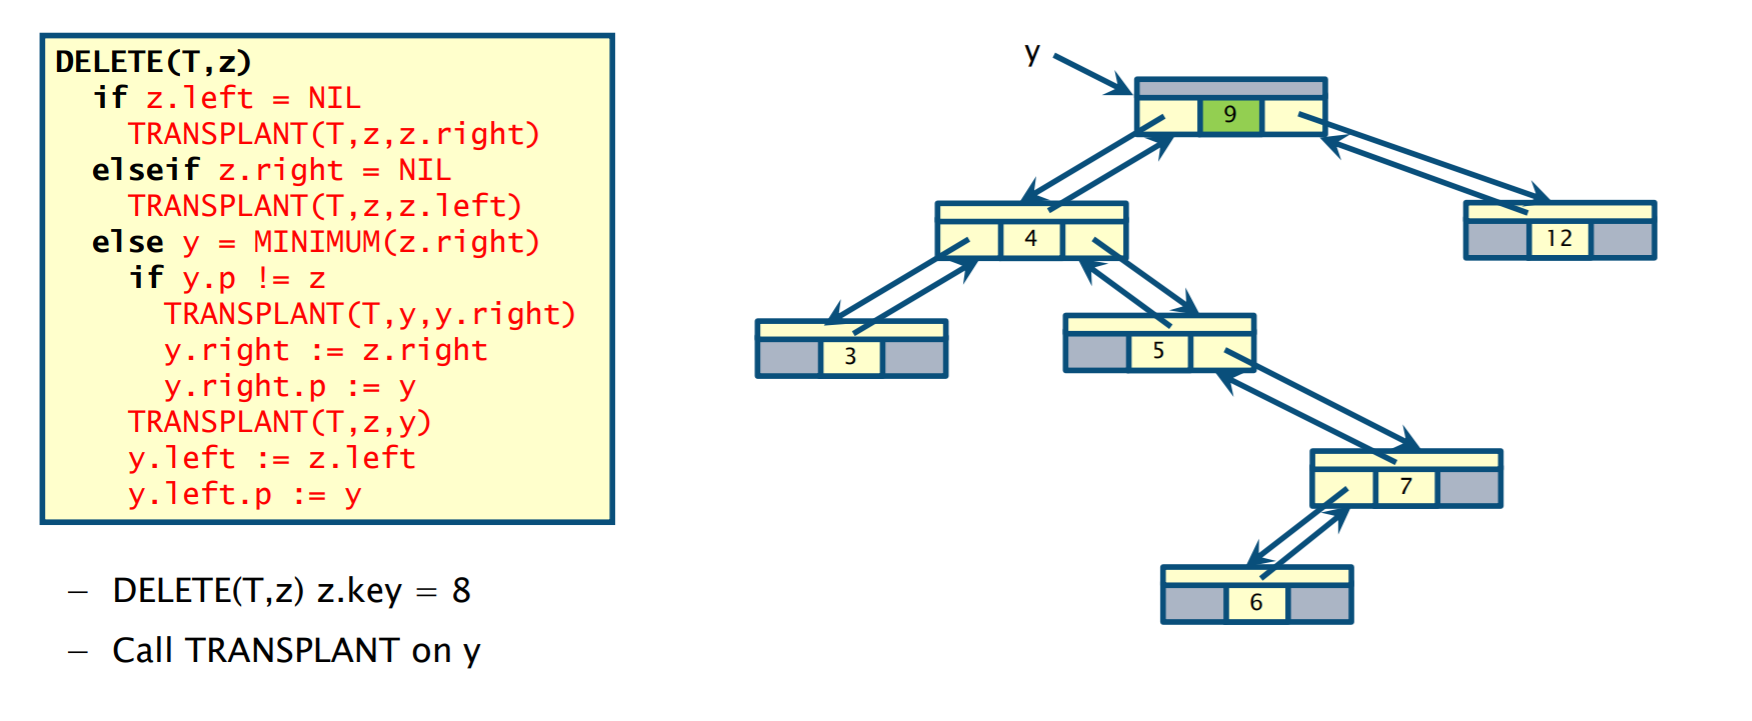 DELETE(T,z)
if z.left = NIL
TRANSPLANT(T,z,z.right)
elseif z.right = NIL
TRANSPLANT(T,z,z.left)
else y = MINIMUM(z.right)
if y.p != z
TRANSPLANT(T,y,y.right)
y.right := z.right
y.right.p := y
TRANSPLANT(T,z,y)
y.left := z.left
y.left.p := y
– DELETE(T,z) z.key = 8
– Call TRANSPLANT on y
y
9
4
12
3
5
7
6